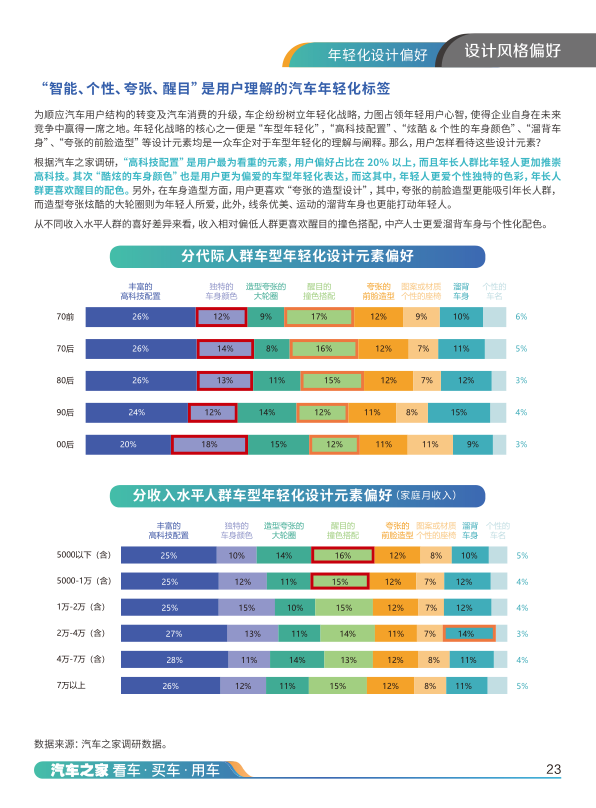 年轻化设计偏好
设计风格偏好
“智能、个性、夸张、醒目”是用户理解的汽车年轻化标签
为顺应汽车用户结构的转变及汽车消费的升级，车企纷纷树立年轻化战略，力图占领年轻用户心智，使得企业自身在未来
竞争中赢得一席之地。年轻化战略的核心之一便是“车型年轻化”，“高科技配置”、“炫酷 & 个性的车身颜色”、“溜背车
身”、“夸张的前脸造型”等设计元素均是一众车企对于车型年轻化的理解与阐释。那么，用户怎样看待这些设计元素？
根据汽车之家调研，“高科技配置”是用户最为看重的元素，用户偏好占比在 20% 以上，而且年长人群比年轻人更加推崇
高科技。其次“酷炫的车身颜色”也是用户更为偏爱的车型年轻化表达，而这其中，年轻人更爱个性独特的色彩，年长人
群更喜欢醒目的配色。另外，在车身造型方面，用户更喜欢“夸张的造型设计”，其中，夸张的前脸造型更能吸引年长人群，
而造型夸张炫酷的大轮圈则为年轻人所爱，此外，线条优美、运动的溜背车身也更能打动年轻人。
从不同收入水平人群的喜好差异来看，收入相对偏低人群更喜欢醒目的撞色搭配，中产人士更爱溜背车身与个性化配色。
分代际人群车型年轻化设计元素偏好
丰富的 独特的 造型夸张的 醒目的 夸张的 图案或材质 溜背 个性的
高科技配置 车身颜色 大轮圈 撞色搭配 前脸造型 个性的座椅 车身 车名
70前 26% 12% 9% 17% 12% 9% 10% 6%
70后 26% 14% 8% 16% 12% 7% 11% 5%
80后 26% 13% 11% 15% 12% 7% 12% 3%
90后 24% 12% 14% 12% 11% 8% 15% 4%
00后 20% 18% 15% 12% 11% 11% 9% 3%
分收入水平人群车型年轻化设计元素偏好（家庭月收入）
丰富的 独特的 造型夸张的 醒目的 夸张的 图案或材质 溜背 个性的
高科技配置 车身颜色 大轮圈 撞色搭配 前脸造型 个性的座椅 车身 车名
5000以下（含） 25% 10% 14% 16% 12% 8% 10% 5%
5000-1万（含） 25% 12% 11% 15% 12% 7% 12% 4%
1万-2万（含） 25% 15% 10% 15% 12% 7% 12% 4%
2万-4万（含） 27% 13% 11% 14% 11% 7% 14% 3%
4万-7万（含） 28% 11% 14% 13% 12% 8% 11% 4%
7万以上 26% 12% 11% 15% 12% 8% 11% 5%
数据来源：汽车之家调研数据。
汽车之家 看车 · 买车 · 用车
23